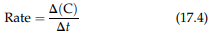 Rate = Δ(C)/Δt (17.4)